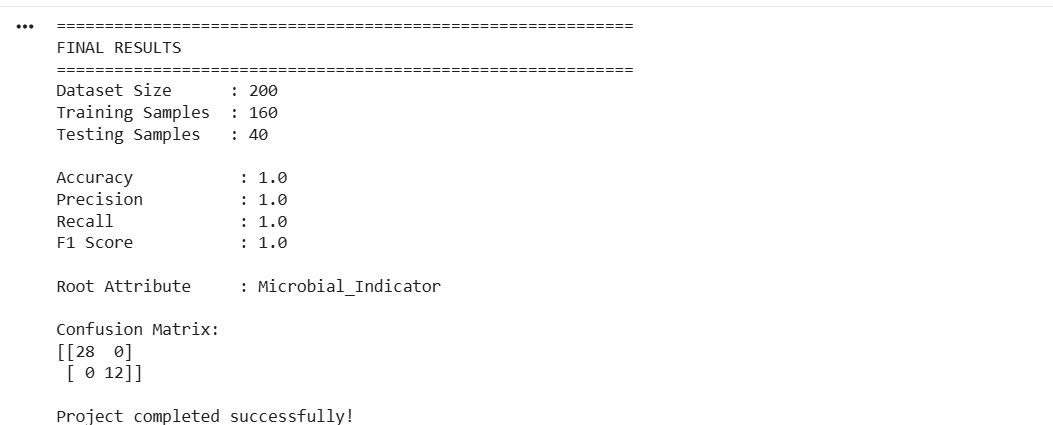 ============================================================
FINAL RESULTS
============================================================
Dataset Size      : 200
Training Samples  : 160
Testing Samples   : 40
Accuracy           : 1.0
Precision          : 1.0
Recall             : 1.0
F1 Score           : 1.0
Root Attribute     : Microbial_Indicator
Confusion Matrix:
[[28  0]
 [ 0 12]]
Project completed successfully!